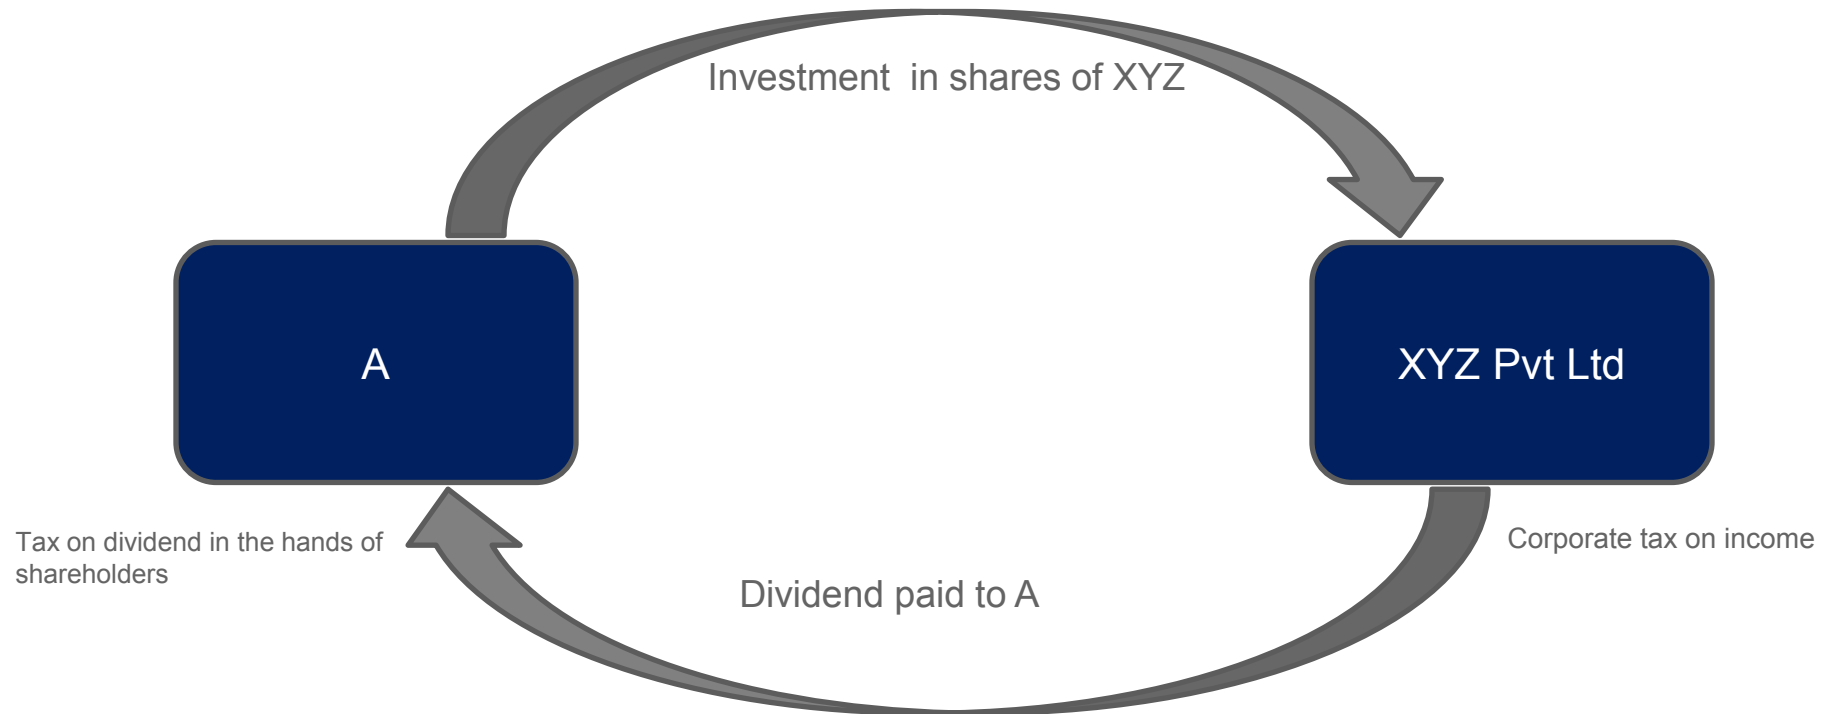 Investment  in shares of XYZ
A
XYZ Pvt Ltd
Tax on dividend in the hands of
shareholders
Corporate tax on income
Dividend paid to A